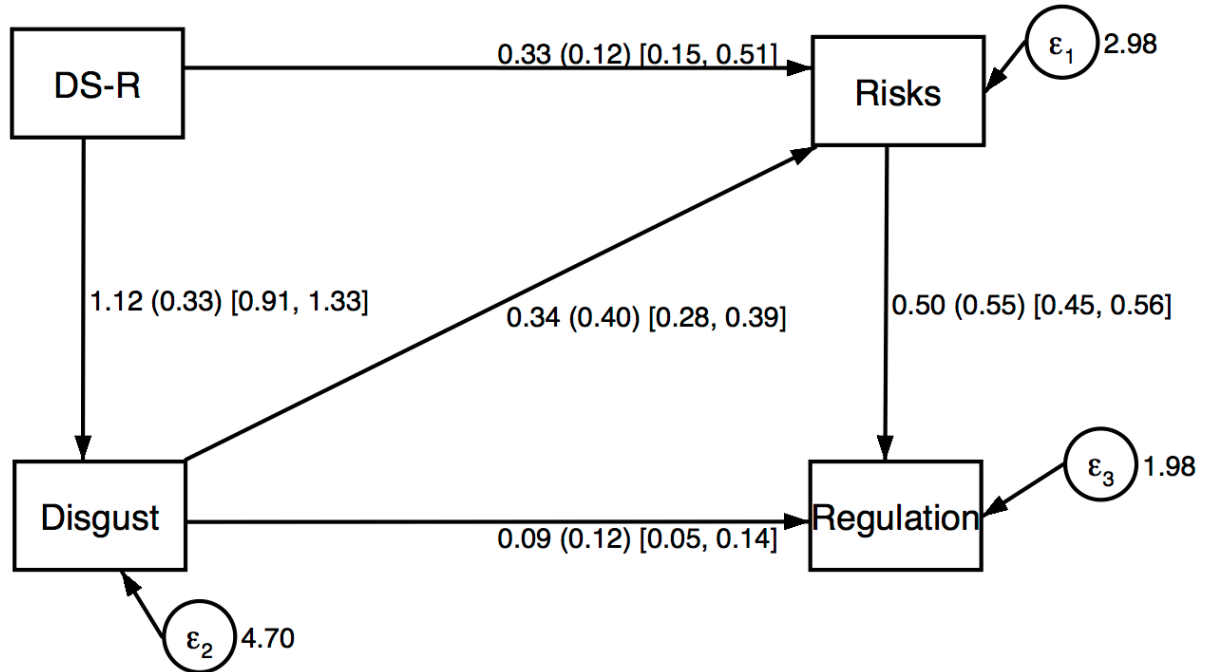 DS-R
0.33 (0.12) [0.15, 0.51]
Risks
ε1
2.98
1.12 (0.33) [0.91, 1.33]
0.34 (0.40) [0.28, 0.39]
0.50 (0.55) [0.45, 0.56]
Disgust
0.09 (0.12) [0.05, 0.14]
Regulation
ε3
1.98
ε2
4.70